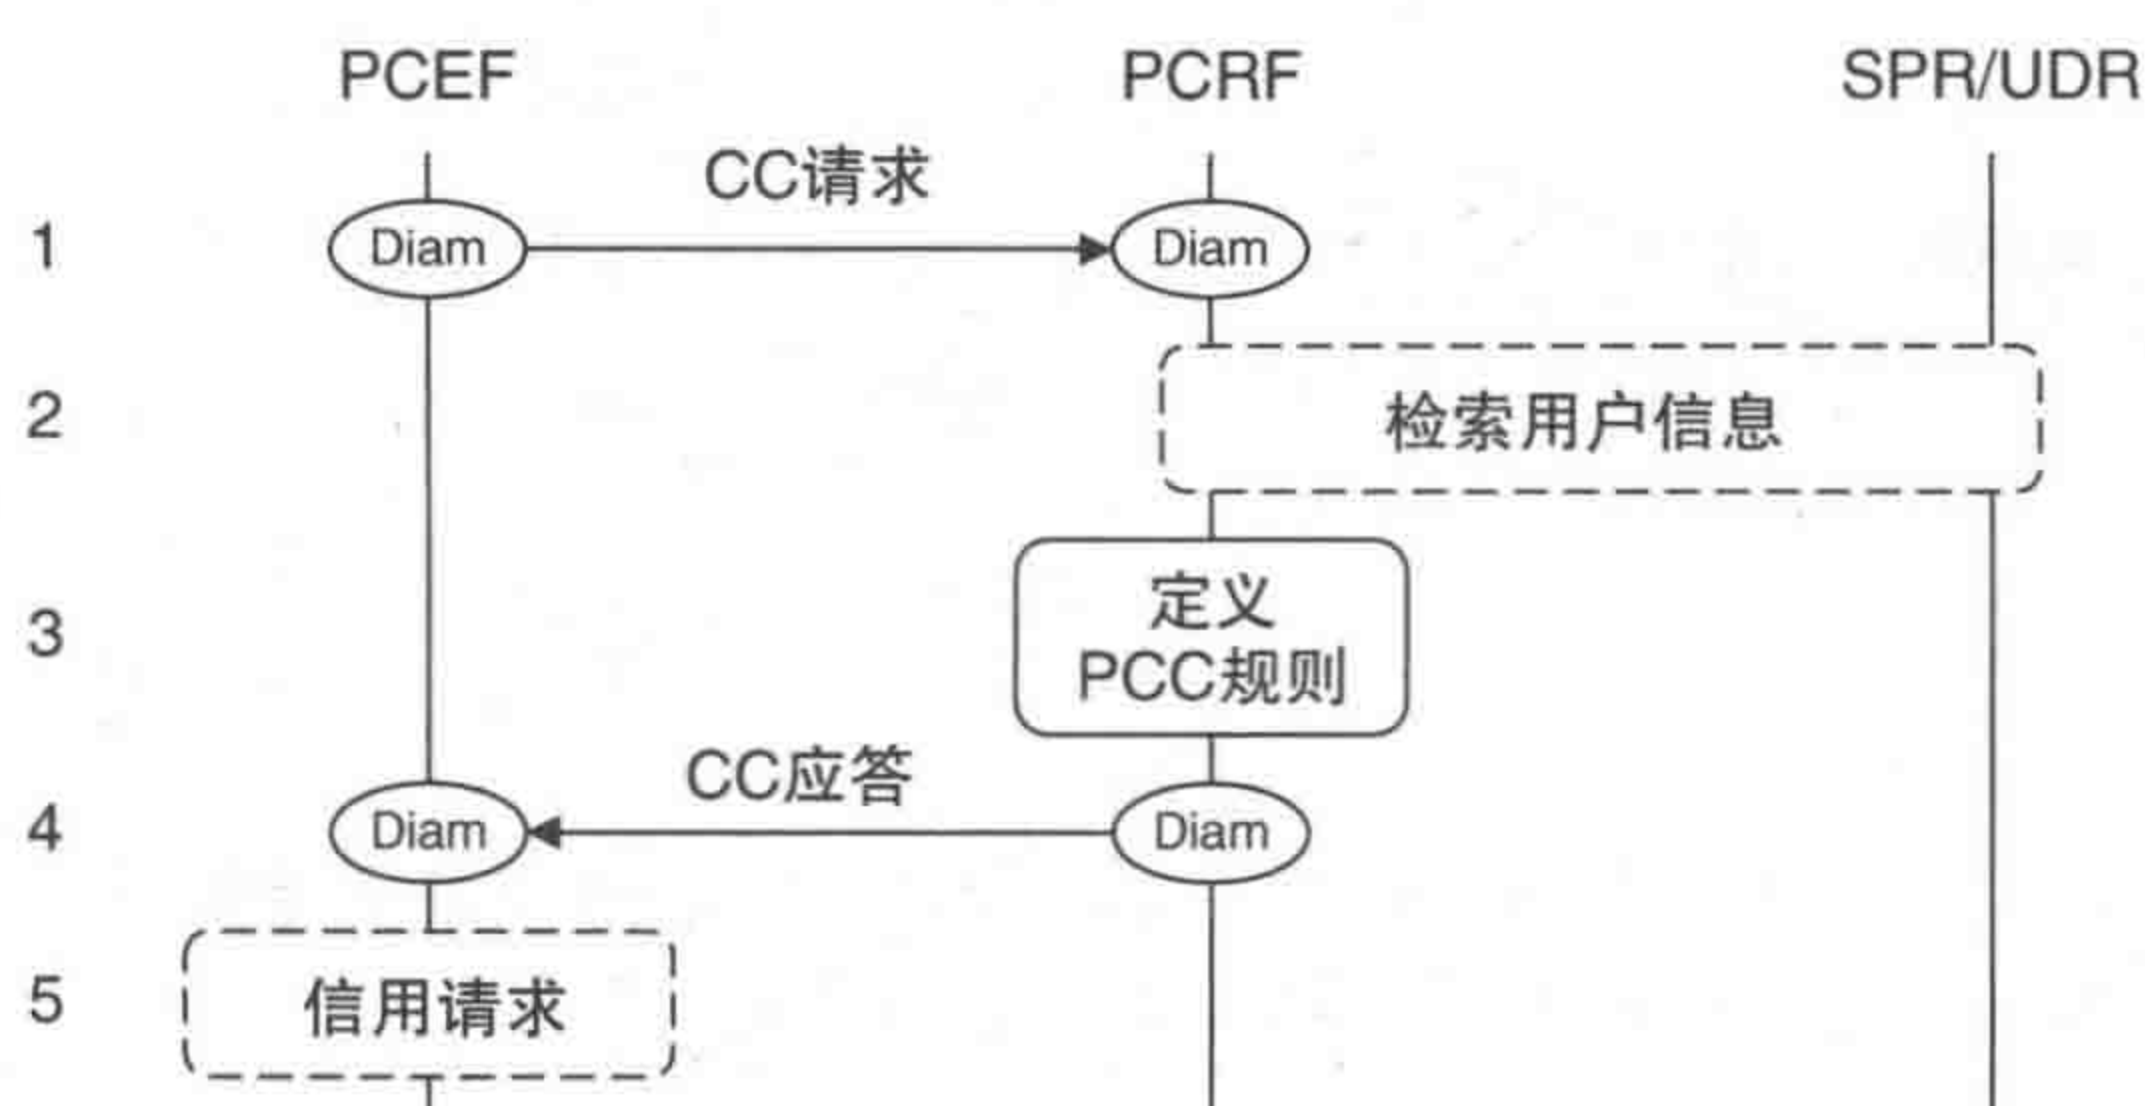 PCEF
PCRF
SPR/UDR
CC请求
1
Diam
Diam
2
检索用户信息
3
定义
PCC规则
CC应答
4
Diam
Diam
5
信用请求